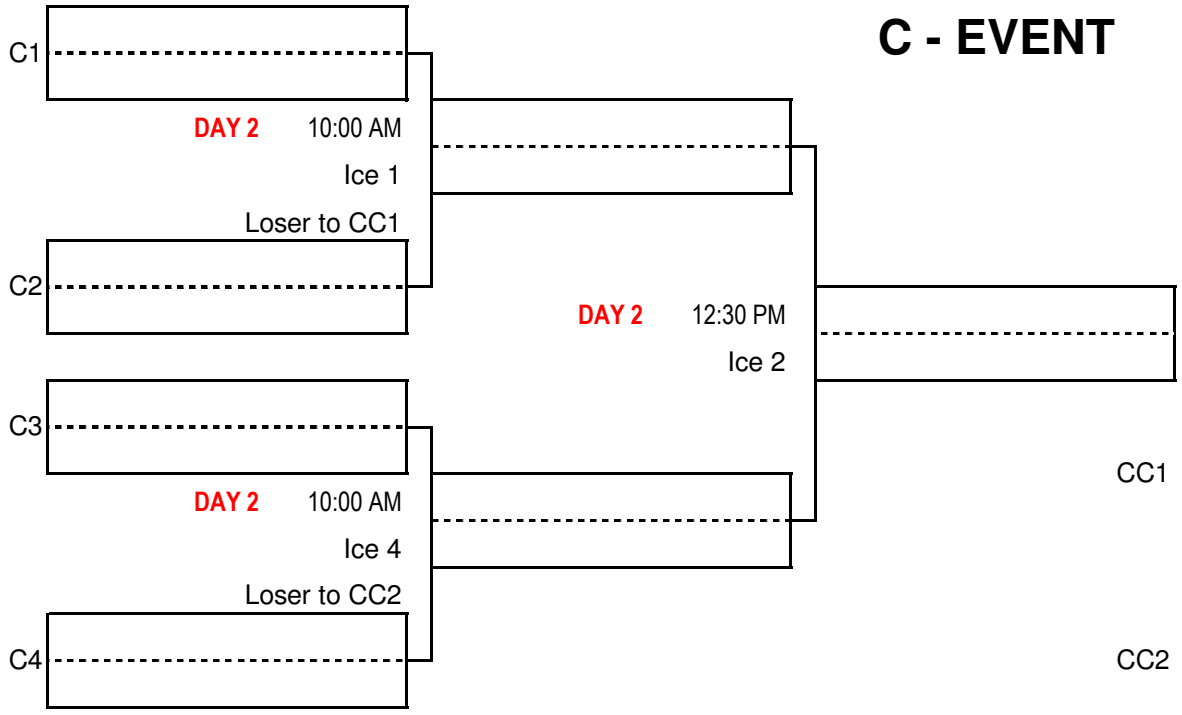 C - EVENT
C1
DAY 2 10:00 AM
Ice 1
Loser to CC1
C2
DAY 2 12:30 PM
Ice 2
C3
CC1
DAY 2 10:00 AM
Ice 4
Loser to CC2
C4
CC2